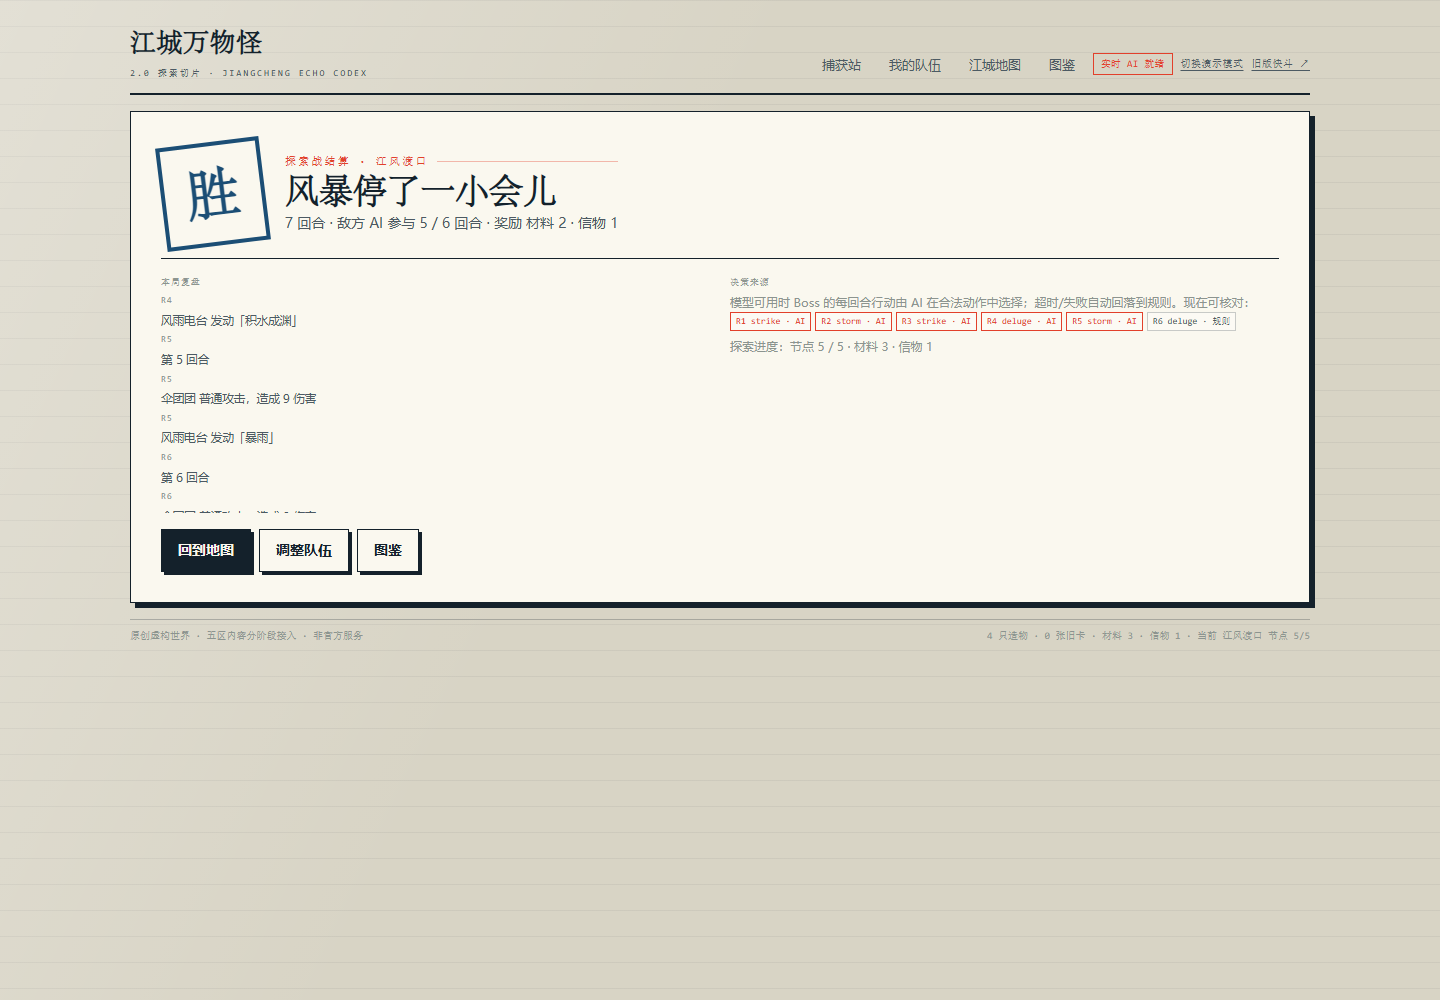 江城万物怪
2.0 探索切片 · JIANGCHENG ECHO CODEX
捕获站 我的队伍 江城地图 图鉴 实时 AI 就绪 切换演示模式 旧版快斗 ↗
胜
探索战结算 · 江风渡口
风暴停了一小会儿
7 回合 · 敌方 AI 参与 5 / 6 回合 · 奖励 材料 2 · 信物 1
本局复盘
R4
风雨电台 发动「积水成渊」
R5
第 5 回合
R5
伞团团 普通攻击，造成 9 伤害
R5
风雨电台 发动「暴雨」
R6
第 6 回合
R6
决策来源
模型可用时 Boss 的每回合行动由 AI 在合法动作中选择；超时/失败自动回落到规则。现在可核对：
R1 strike · AI R2 storm · AI R3 strike · AI R4 deluge · AI R5 storm · AI R6 deluge · 规则
探索进度：节点 5 / 5 · 材料 3 · 信物 1
回到地图 调整队伍 图鉴
原创虚构世界 · 五区内容分阶段接入 · 非官方服务
4 只造物 · 0 张旧卡 · 材料 3 · 信物 1 · 当前 江风渡口 节点 5/5